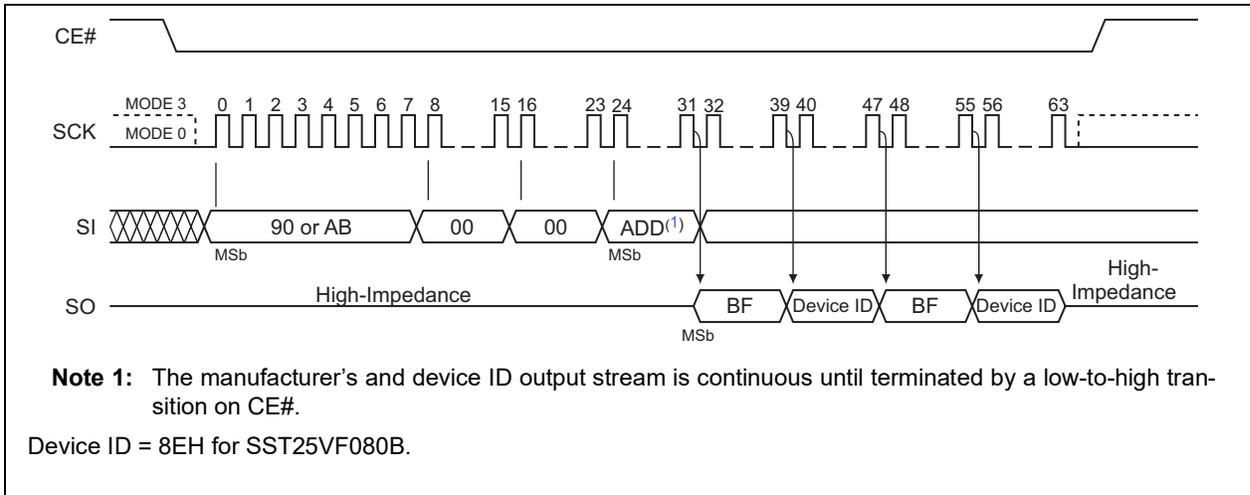 CE#
MODE 3 0 1 2 3 4 5 6 7 8 15 16 23 24 31 32 39 40 47 48 55 56 63
SCK MODE 0
SI 90 or AB 00 00 ADD(1)
MSb MSb
High-
Impedance
High-Impedance
SO BF Device ID BF Device ID
MSb
Note 1: The manufacturer's and device ID output stream is continuous until terminated by a low-to-high tran-
sition on CE#.
Device ID = 8EH for SST25VF080B.